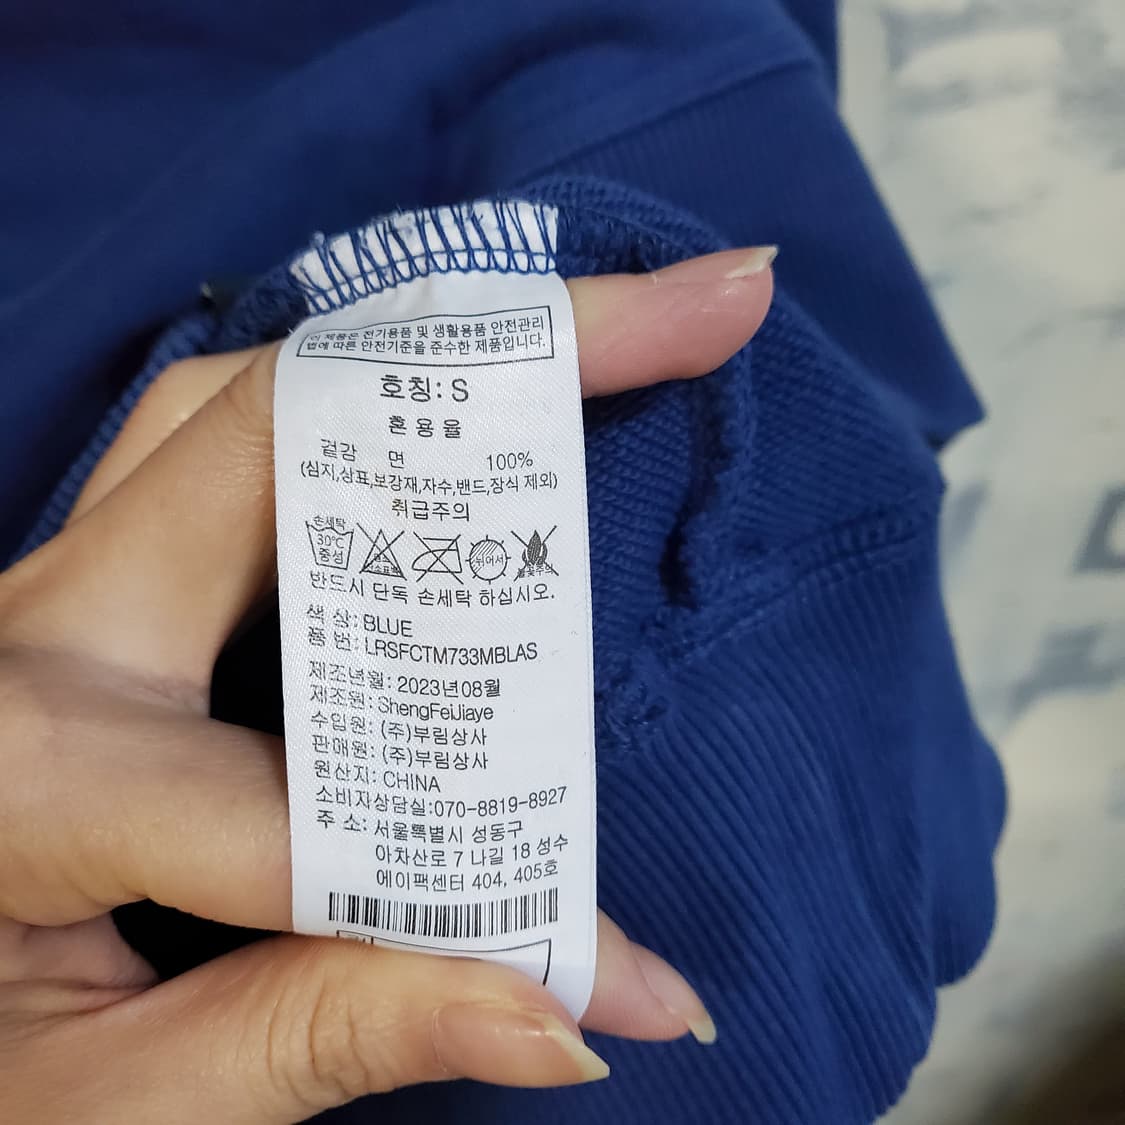 이 제품은 전기용품 및 생활용품 안전관리
법에 따른 안전기준을 준수한 제품입니다.
호칭: S
혼 용 율
겉감 면 100%
(심지,상표,보강재,자수,밴드,장식 제외)
취급주의
손세탁
30℃
중성
뉘어서
반드시 단독 손세탁 하십시오.
색 상: BLUE
품 번: LRSFCTM733MBLAS
제조년월: 2023년08월
제조원: ShengFeiJiaye
수입원: (주)부림상사
판매원: (주)부림상사
원산지: CHINA
소비자상담실:070-8819-8927
주 소: 서울특별시 성동구
아차산로 7 나길 18 성수
에이팩센터 404, 405호